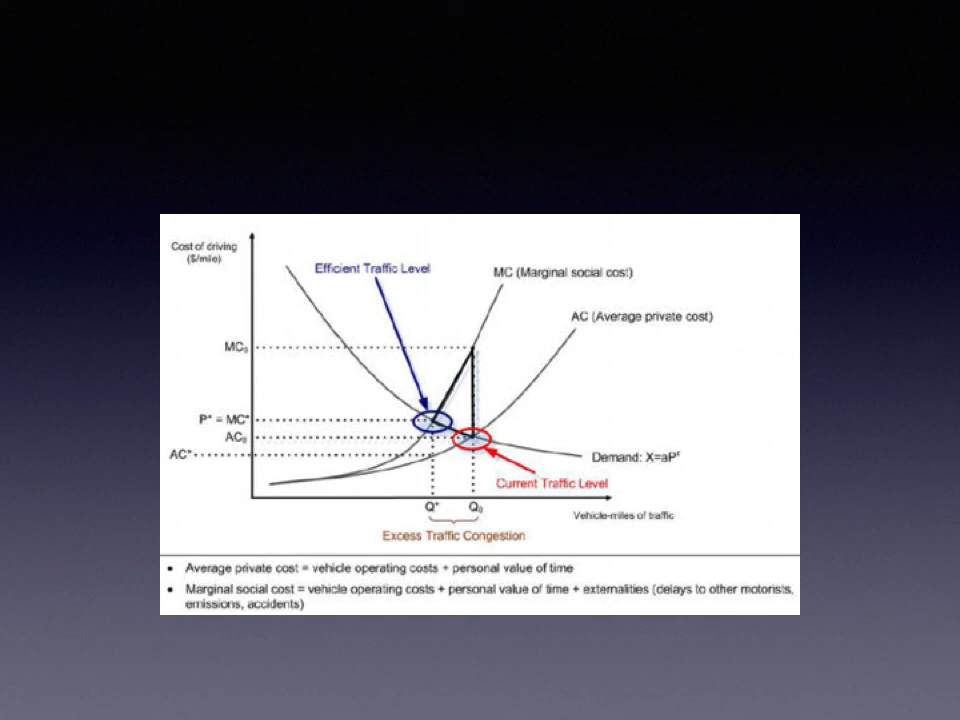 Cost of driving
($/mile)
Efficient Traffic Level
MC (Marginal social cost)
AC (Average private cost)
MC₀
P* = MC*
AC₀
AC*
Demand: X=aPᵋ
Current Traffic Level
Q* Q₀
Vehicle-miles of traffic
Excess Traffic Congestion
• Average private cost = vehicle operating costs + personal value of time
• Marginal social cost = vehicle operating costs + personal value of time + externalities (delays to other motorists,
emissions, accidents)